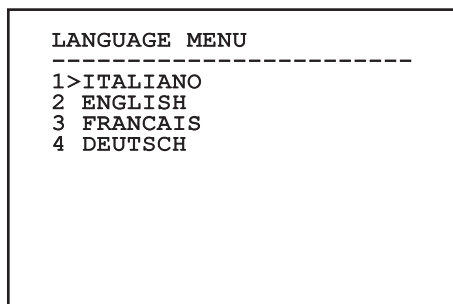 LANGUAGE MENU
------------------------
1>ITALIANO
2 ENGLISH
3 FRANCAIS
4 DEUTSCH